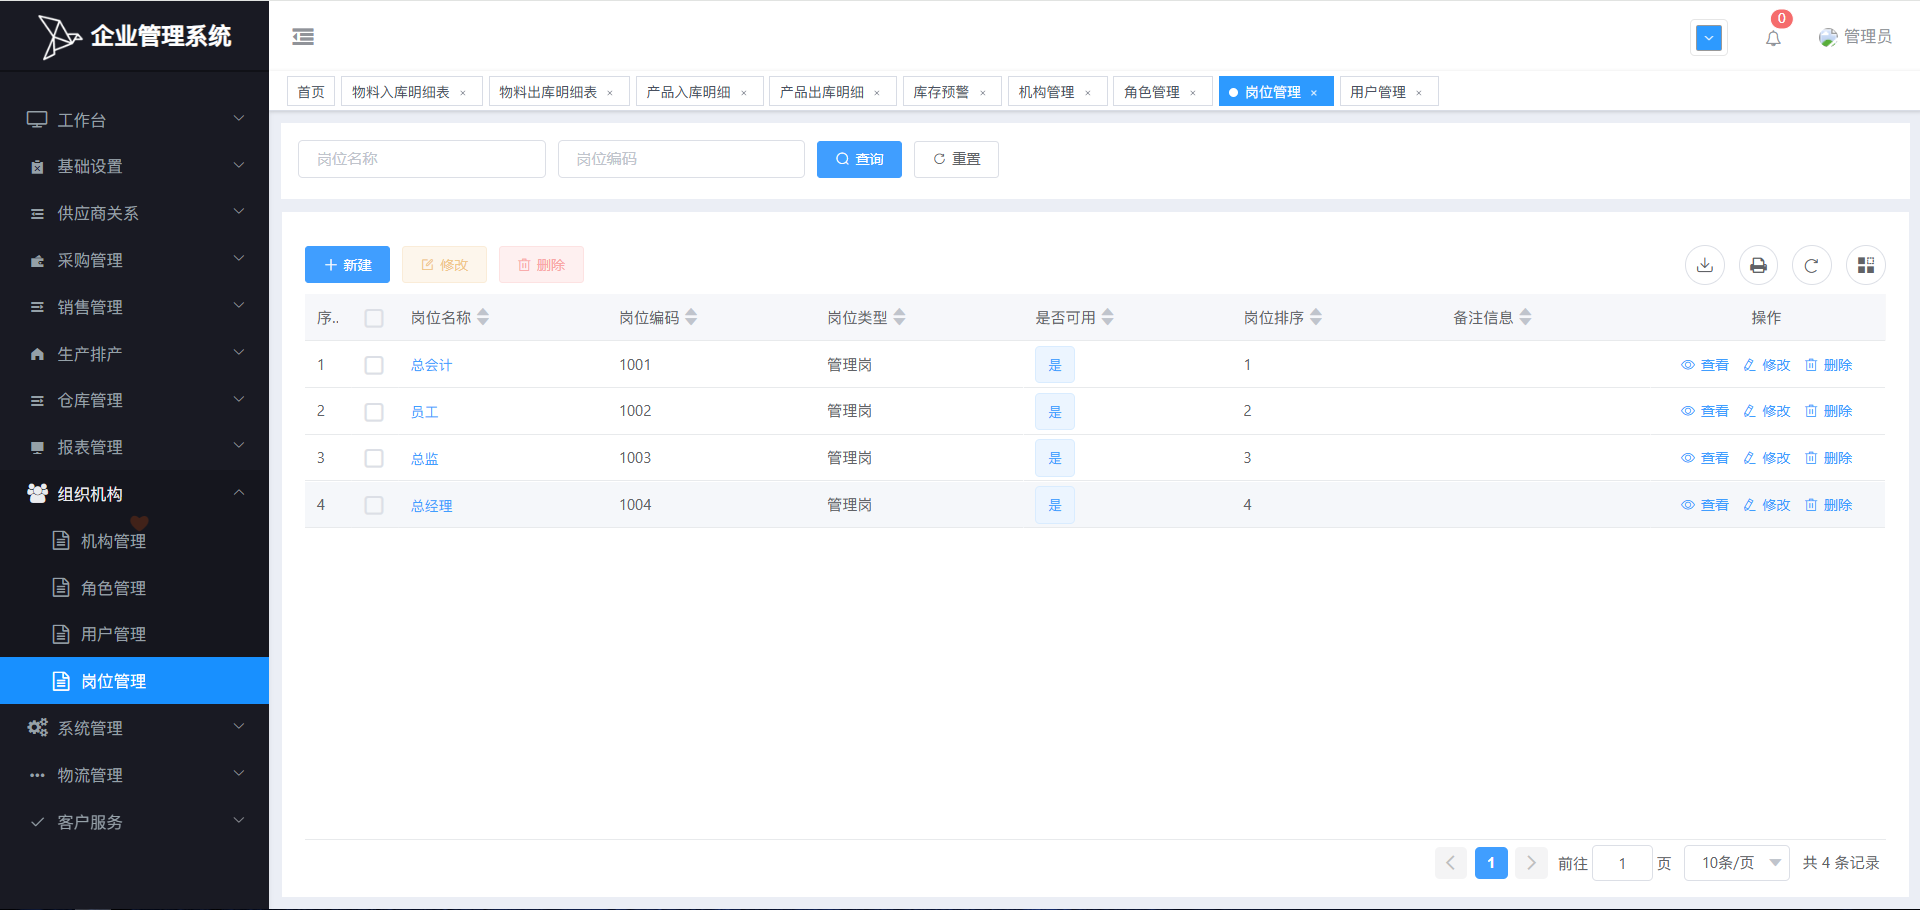 企业管理系统
0
管理员
首页 物料入库明细表 × 物料出库明细表 × 产品入库明细 × 产品出库明细 × 库存预警 × 机构管理 × 角色管理 × 岗位管理 × 用户管理 ×
工作台
基础设置
供应商关系
采购管理
销售管理
生产排产
仓库管理
报表管理
组织机构
机构管理
角色管理
用户管理
岗位管理
系统管理
物流管理
客户服务
岗位名称 岗位编码 查询 重置
新建 修改 删除
序.. 岗位名称 岗位编码 岗位类型 是否可用 岗位排序 备注信息 操作
1 总会计 1001 管理岗 是 1 查看 修改 删除
2 员工 1002 管理岗 是 2 查看 修改 删除
3 总监 1003 管理岗 是 3 查看 修改 删除
4 总经理 1004 管理岗 是 4 查看 修改 删除
1 前往 1 页 10条/页 共 4 条记录